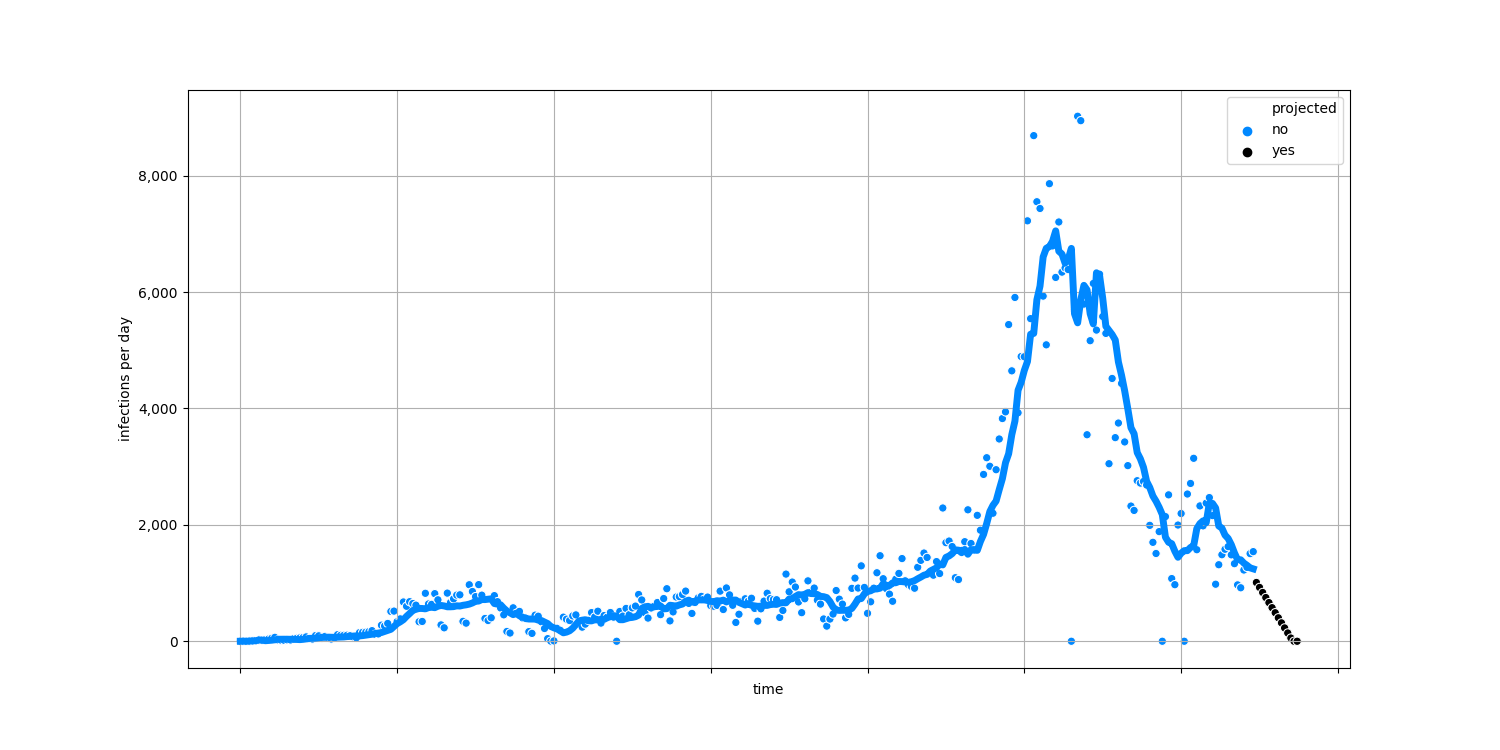 projected
no
yes
8,000
6,000
4,000
2,000
0
infections per day
time